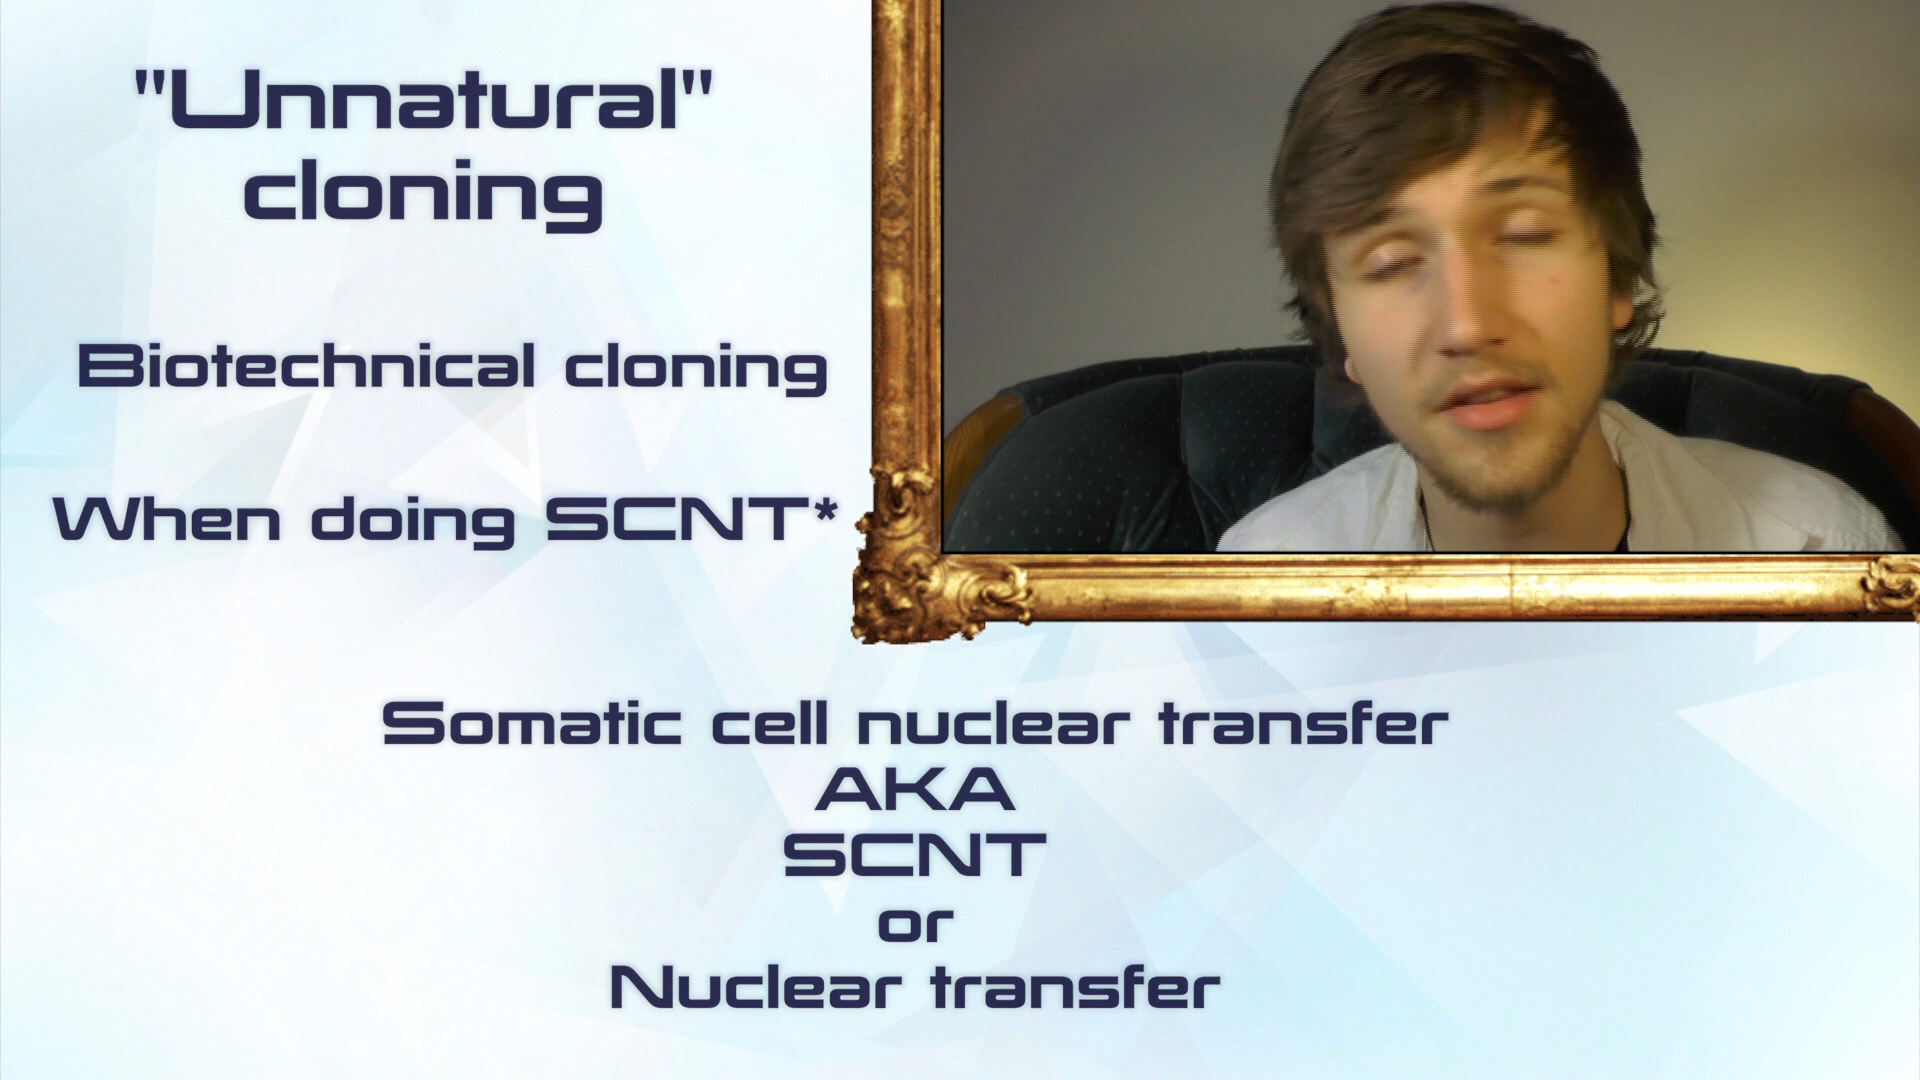 "Unnatural"
cloning
Biotechnical cloning
When doing SCNT*
Somatic cell nuclear transfer
AKA
SCNT
or
Nuclear transfer